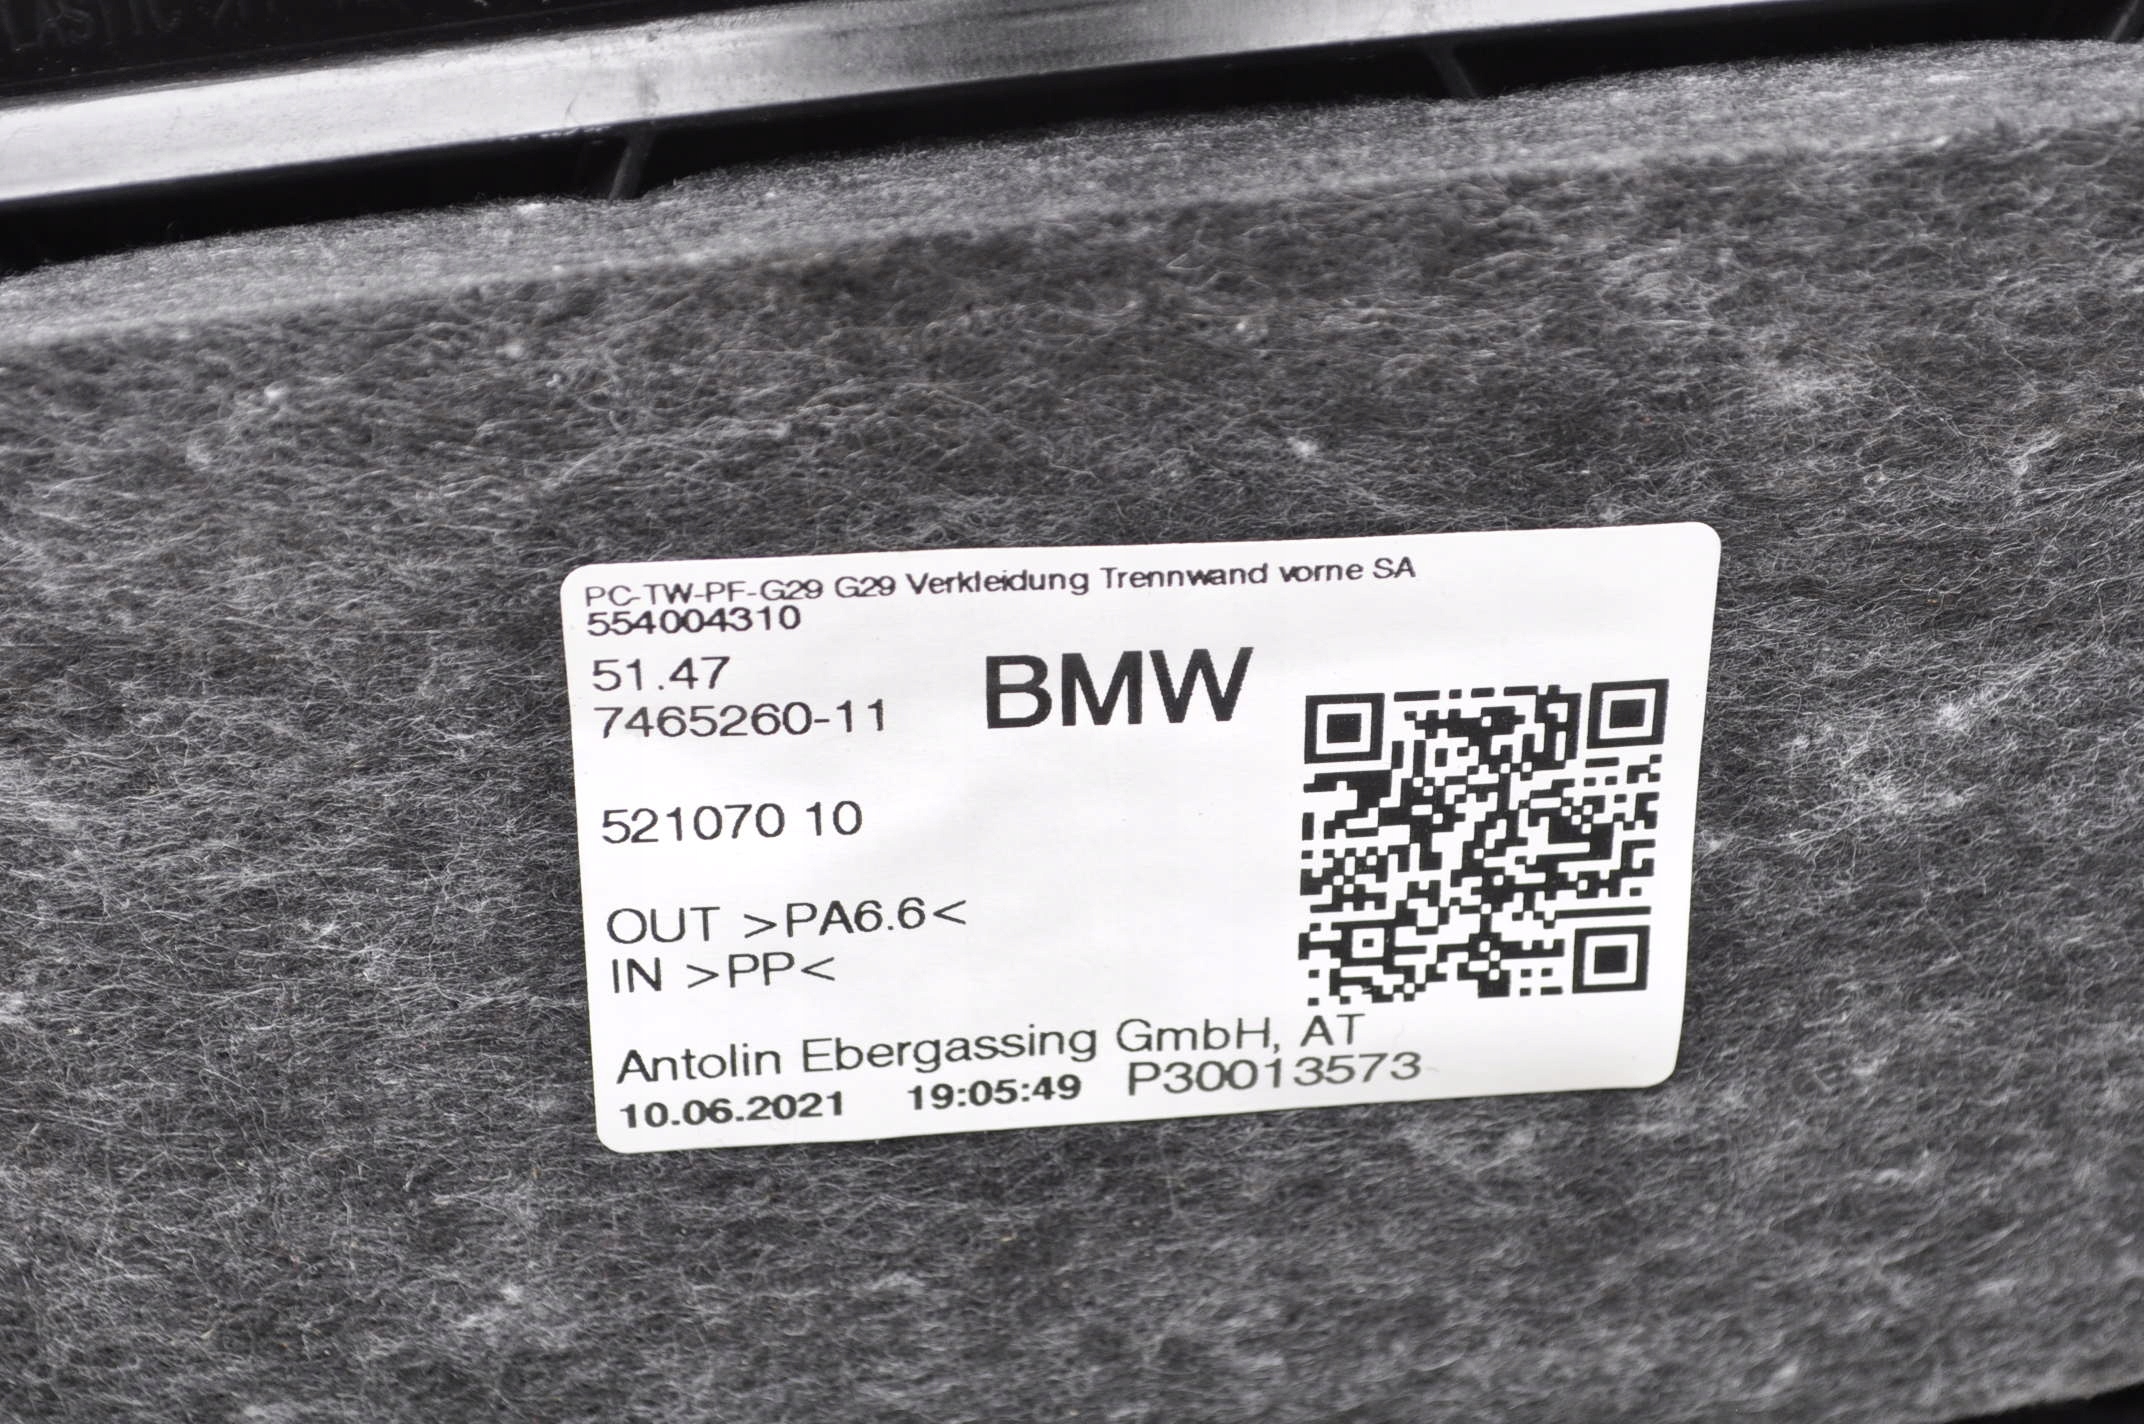 PC-TW-PF-G29 G29 Verkleidung Trennwand vorne SA
554004310
51.47
7465260-11
BMW
521070 10
OUT >PA6.6<
IN >PP<
Antolin Ebergassing GmbH, AT
10.06.2021 19:05:49 P30013573